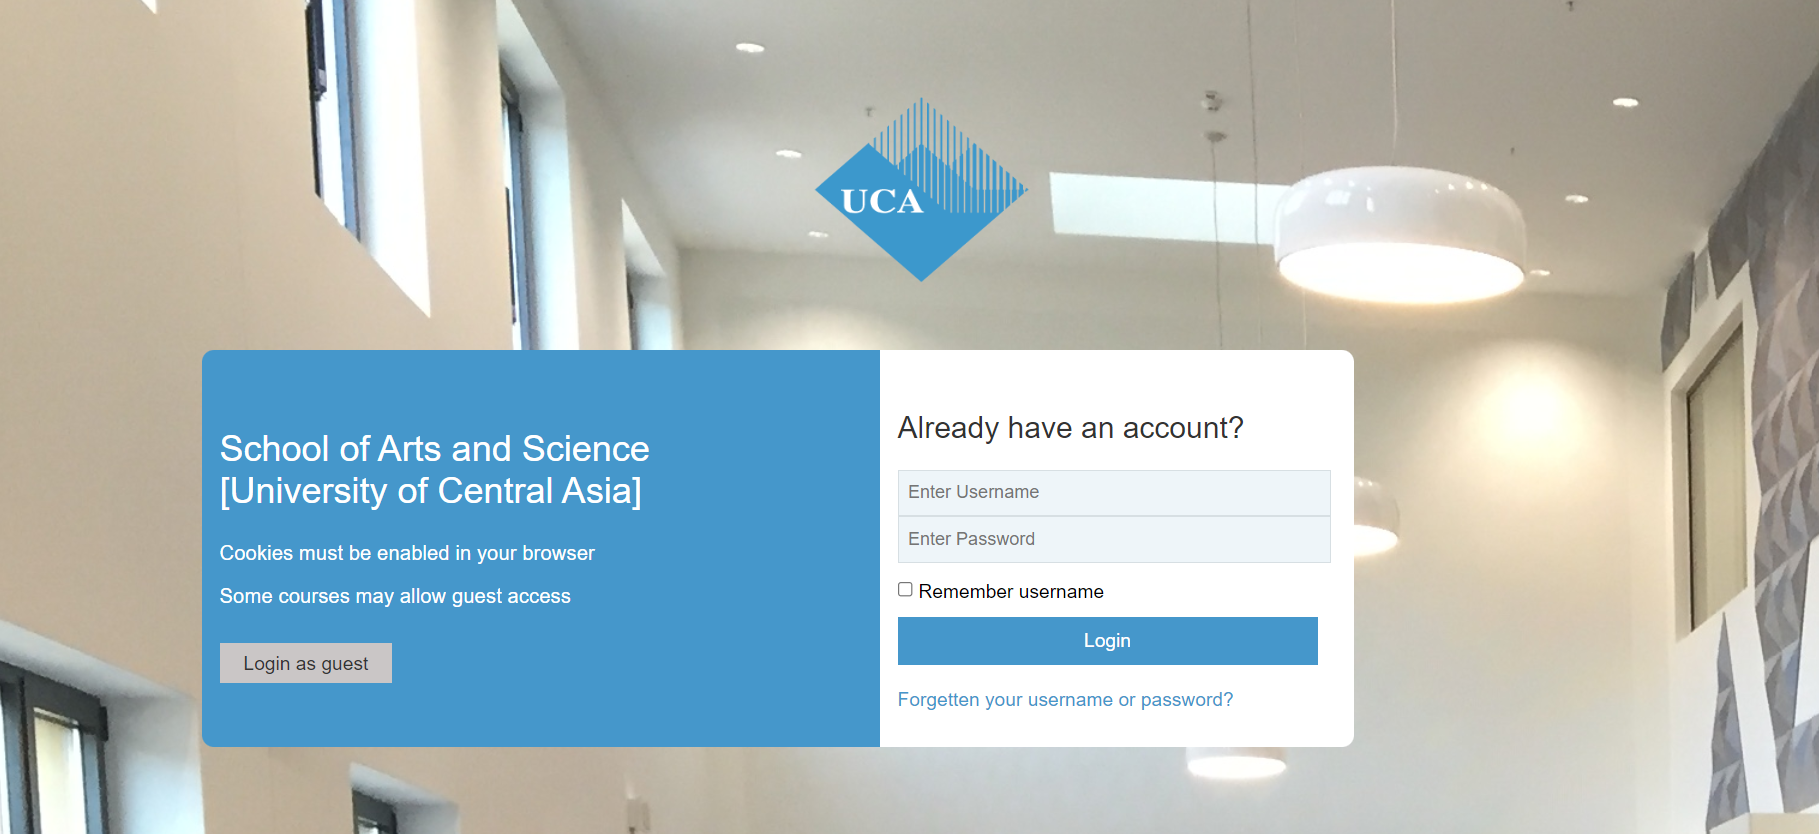 UCA
School of Arts and Science
[University of Central Asia]
Cookies must be enabled in your browser
Some courses may allow guest access
Login as guest
Already have an account?
Enter Username
Enter Password
Remember username
Login
Forgetten your username or password?